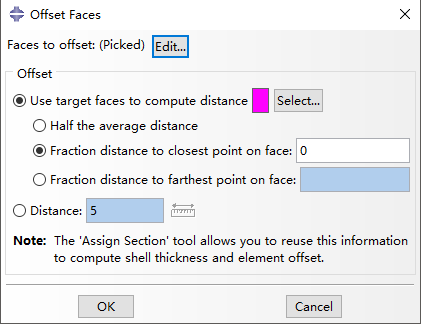 Offset Faces
Faces to offset: (Picked) Edit...
Offset
Use target faces to compute distance Select...
Half the average distance
Fraction distance to closest point on face: 0
Fraction distance to farthest point on face:
Distance: 5
Note: The 'Assign Section' tool allows you to reuse this information
to compute shell thickness and element offset.
OK Cancel